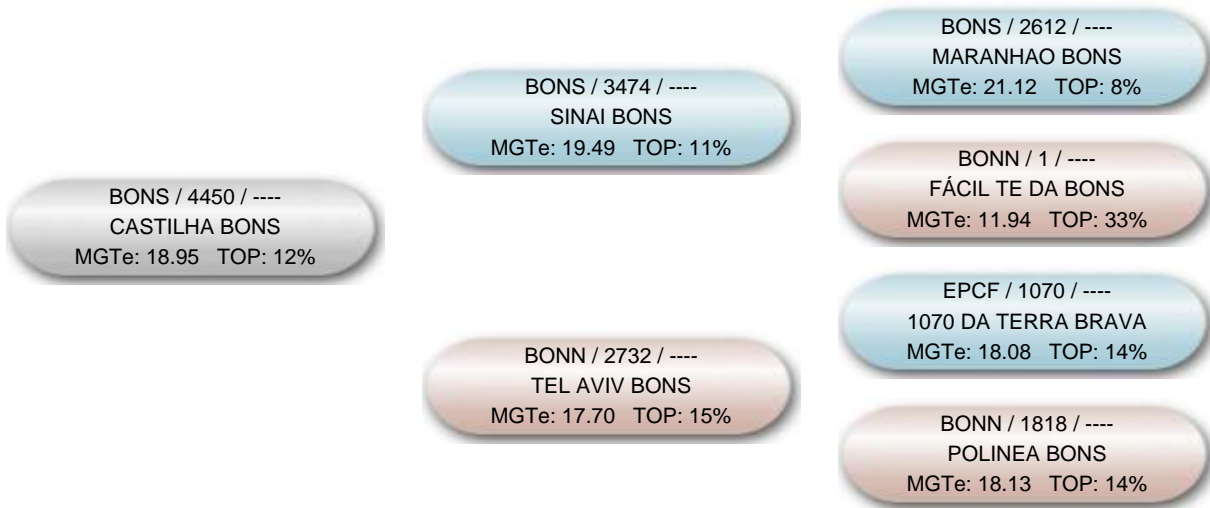 BONS / 4450 / ----
CASTILHA BONS
MGTe: 18.95 TOP: 12%
BONS / 3474 / ----
SINAI BONS
MGTe: 19.49 TOP: 11%
BONN / 2732 / ----
TEL AVIV BONS
MGTe: 17.70 TOP: 15%
BONS / 2612 / ----
MARANHAO BONS
MGTe: 21.12 TOP: 8%
BONN / 1 / ----
FÁCIL TE DA BONS
MGTe: 11.94 TOP: 33%
EPCF / 1070 / ----
1070 DA TERRA BRAVA
MGTe: 18.08 TOP: 14%
BONN / 1818 / ----
POLINEA BONS
MGTe: 18.13 TOP: 14%